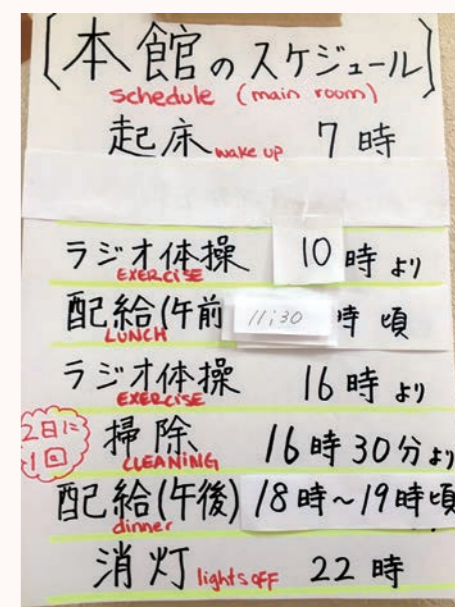 [本館のスケジュール]
schedule (main room)
起床 wake up 7時
ラジオ体操 10時より
EXERCISE
配給(午前 11:30 時頃
LUNCH
ラジオ体操 16時より
EXERCISE
2日に
1回
掃除 16時30分より
CLEANING
配給(午後) 18時～19時頃
dinner
消灯 lights off 22時